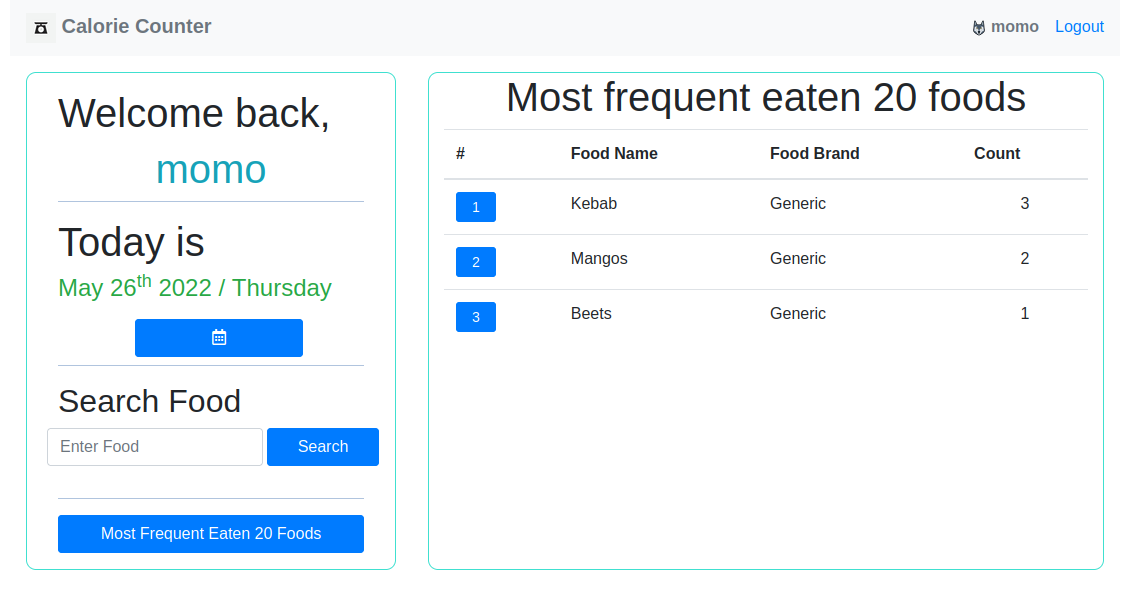 Calorie Counter
momo Logout
Welcome back,
momo
Today is
May 26th 2022 / Thursday
Search Food
Enter Food Search
Most Frequent Eaten 20 Foods
Most frequent eaten 20 foods
# Food Name Food Brand Count
1 Kebab Generic 3
2 Mangos Generic 2
3 Beets Generic 1